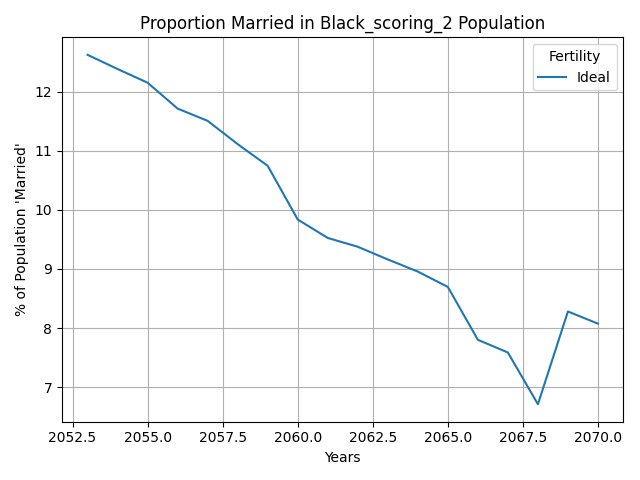 Proportion Married in Black_scoring_2 Population
Fertility
Ideal
% of Population 'Married'
12
11
10
9
8
7
2052.5 2055.0 2057.5 2060.0 2062.5 2065.0 2067.5 2070.0
Years